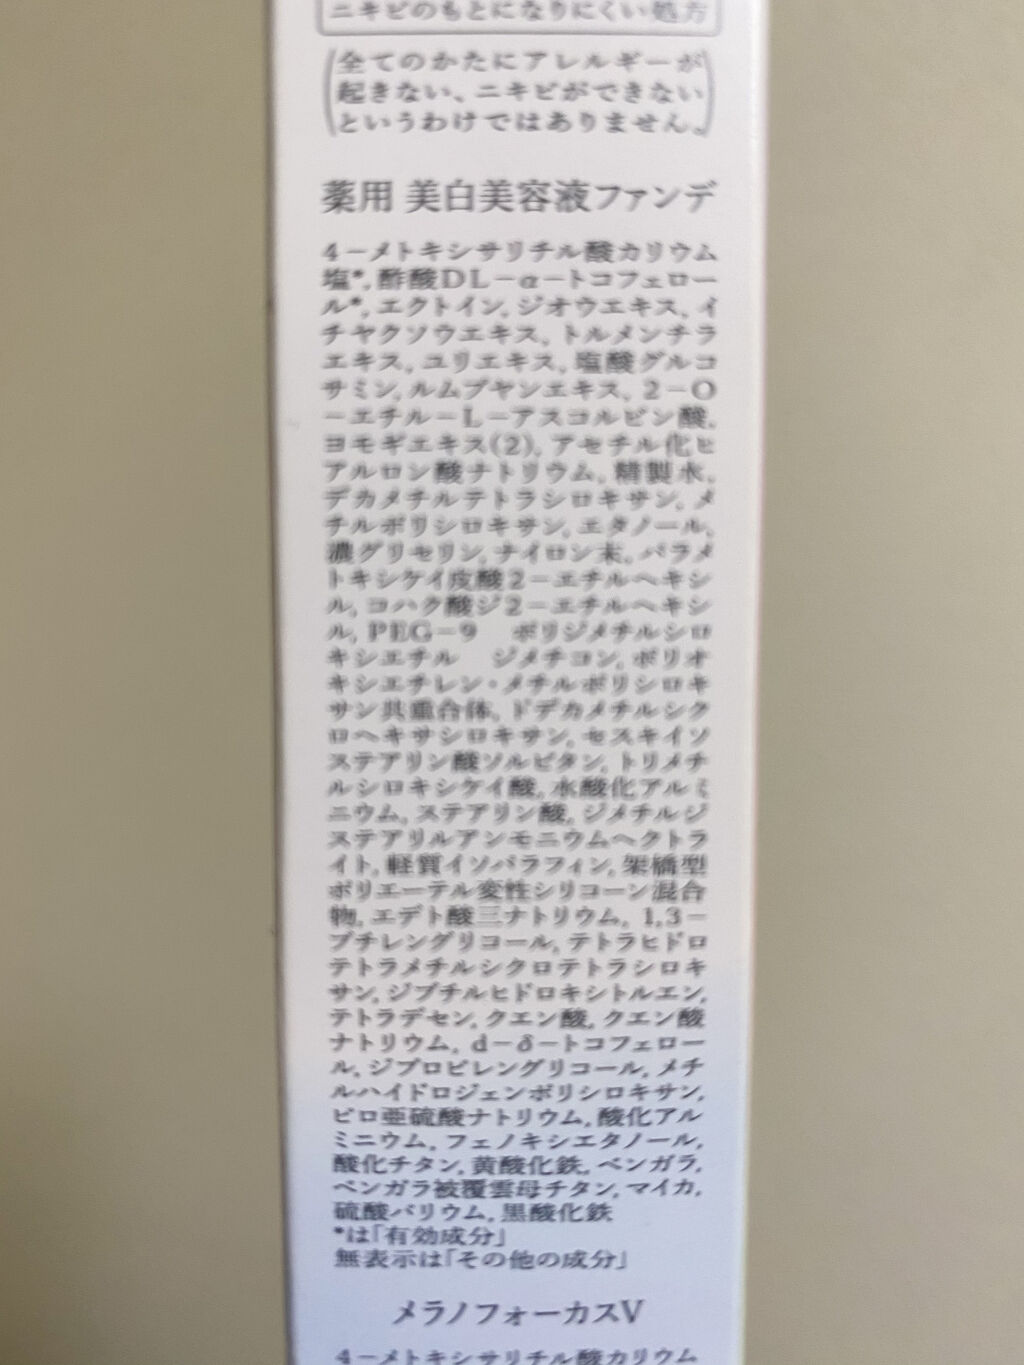 ニキビのもとになりにくい処方
全てのかたにアレルギーが
起きない、ニキビができない
というわけではありません。
薬用 美白美容液ファンデ
4－メトキシサリチル酸カリウム
塩*, 酢酸DL－α－トコフェロー
ル*, エクトイン, ジオウエキス, イ
チヤクソウエキス, トルメンチラ
エキス, ユリエキス, 塩酸グルコ
サミン, ルムプヤンエキス, 2－O
－エチル－L－アスコルビン酸,
ヨモギエキス(2), アセチル化ヒ
アルロン酸ナトリウム, 精製水,
デカメチルテトラシロキサン, メ
チルポリシロキサン, エタノール,
濃グリセリン, ナイロン末, パラメ
トキシケイ皮酸2－エチルヘキシ
ル, コハク酸ジ2－エチルヘキシ
ル, PEG－9　ポリジメチルシロ
キシエチル　ジメチコン, ポリオ
キシエチレン・メチルポリシロキ
サン共重合体, ドデカメチルシク
ロヘキサシロキサン, セスキイソ
ステアリン酸ソルビタン, トリメチ
ルシロキシケイ酸, 水酸化アルミ
ニウム, ステアリン酸, ジメチルジ
ステアリルアンモニウムヘクトラ
イト, 軽質イソパラフィン, 架橋型
ポリエーテル変性シリコーン混合
物, エデト酸三ナトリウム, 1,3－
ブチレングリコール, テトラヒドロ
テトラメチルシクロテトラシロキ
サン, ジブチルヒドロキシトルエン,
テトラデセン, クエン酸, クエン酸
ナトリウム, d－δ－トコフェロー
ル, ジプロピレングリコール, メチ
ルハイドロジェンポリシロキサン,
ピロ亜硫酸ナトリウム, 酸化アル
ミニウム, フェノキシエタノール,
酸化チタン, 黄酸化鉄, ベンガラ,
ベンガラ被覆雲母チタン, マイカ,
硫酸バリウム, 黒酸化鉄
*は「有効成分」
無表示は「その他の成分」
メラノフォーカスV
4－メトキシサリチル酸カリウム